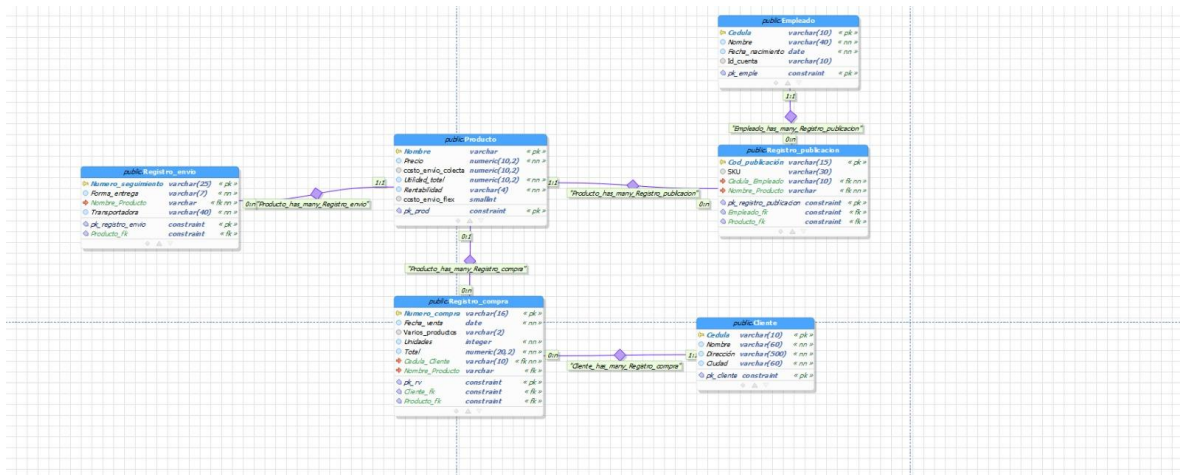 public.Empleado
Cedula varchar(10) « pk »
Nombre varchar(40) « nn »
Fecha_nacimiento date « nn »
Id_cuenta varchar(10)
pk_emple constraint « pk »
1:1
"Empleado_has_many_Registro_publicacion"
0:n
public.Registro_publicacion
Cod_publicación varchar(15) « pk »
SKU varchar(30)
Cedula_Empleado varchar(10) « fk nn »
Nombre_Producto varchar « fk nn »
pk_registro_publicacion constraint « pk »
Empleado_fk constraint « fk »
Producto_fk constraint « fk »
public.Producto
Nombre varchar « pk »
Precio numeric(10,2) « nn »
costo_envio_colecta numeric(10,2)
Utilidad_total numeric(10,2) « nn »
Rentabilidad varchar(4) « nn »
costo_envio_flex smallint
pk_prod constraint « pk »
1:1
"Producto_has_many_Registro_publicacion"
0:n
public.Registro_envio
Numero_seguimiento varchar(25) « pk »
Forma_entrega varchar(7) « nn »
Nombre_Producto varchar « fk nn »
Transportadora varchar(40) « nn »
pk_registro_envio constraint « pk »
Producto_fk constraint « fk »
1:1
0:n
"Producto_has_many_Registro_envio"
0:1
"Producto_has_many_Registro_compra"
0:n
public.Registro_compra
Numero_compra varchar(16) « pk »
Fecha_venta date « nn »
Varios_productos varchar(2)
Unidades integer « nn »
Total numeric(20,2) « nn »
Cedula_Cliente varchar(10) « fk nn »
Nombre_Producto varchar « fk »
pk_rv constraint « pk »
Cliente_fk constraint « fk »
Producto_fk constraint « fk »
0:n
"Cliente_has_many_Registro_compra"
1:1
public.Cliente
Cedula varchar(10) « pk »
Nombre varchar(60) « nn »
Dirección varchar(500) « nn »
Ciudad varchar(60) « nn »
pk_cliente constraint « pk »